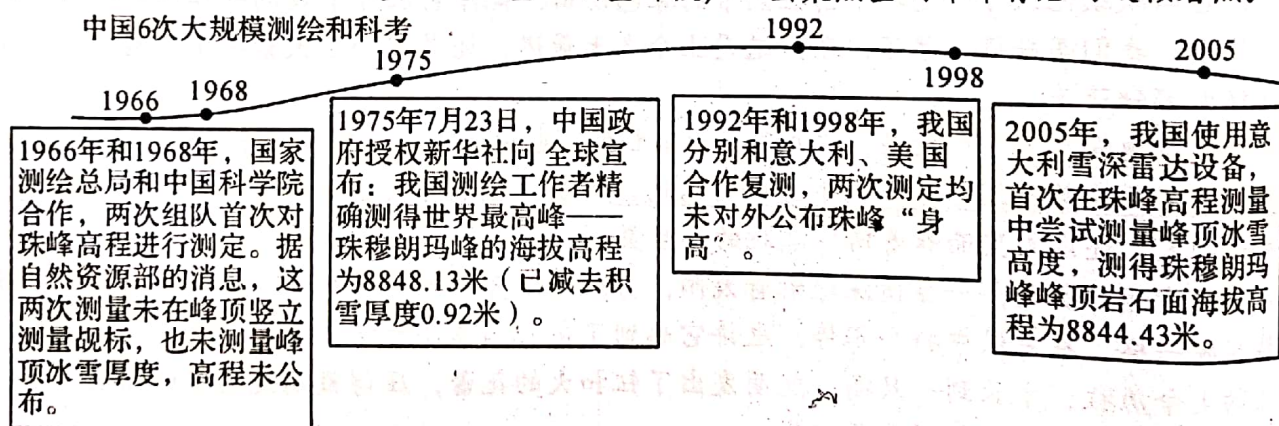 中国6次大规模测绘和科考
1966
1968
1975
1992
1998
2005
1966年和1968年，国家
测绘总局和中国科学院
合作，两次组队首次对
珠峰高程进行测定。据
自然资源部的消息，这
两次测量未在峰顶竖立
测量觇标，也未测量峰
顶冰雪厚度，高程未公
布。
1975年7月23日，中国政
府授权新华社向 全球宣
布：我国测绘工作者精
确测得世界最高峰——
珠穆朗玛峰的海拔高程
为8848.13米（已减去积
雪厚度0.92米）。
1992年和1998年，我国
分别和意大利、美国
合作复测，两次测定均
未对外公布珠峰“身
高”。
2005年，我国使用意
大利雪深雷达设备，
首次在珠峰高程测量
中尝试测量峰顶冰雪
高度，测得珠穆朗玛
峰峰顶岩石面海拔高
程为8844.43米。